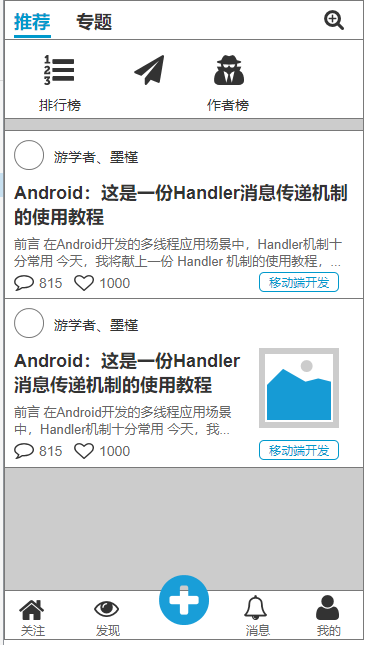 推荐 专题
排行榜 作者榜
游学者、墨槿
Android：这是一份Handler消息传递机制
的使用教程
前言 在Android开发的多线程应用场景中，Handler机制十
分常用 今天，我将献上一份 Handler 机制的使用教程，...
815 1000 移动端开发
游学者、墨槿
Android：这是一份Handler
消息传递机制的使用教程
前言 在Android开发的多线程应用场景
中，Handler机制十分常用 今天，我...
815 1000 移动端开发
关注 发现 消息 我的